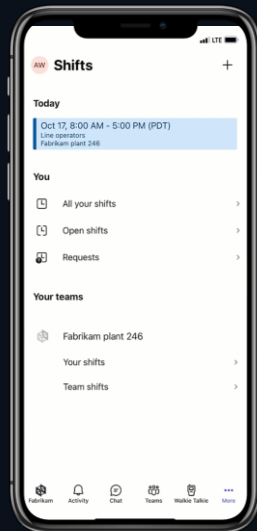 LTE
AW Shifts
Today
Oct 17, 8:00 AM - 5:00 PM (PDT)
Line operators
Fabrikam plant 246
You
All your shifts
Open shifts
Requests
Your teams
Fabrikam plant 246
Your shifts
Team shifts
Fabrikam Activity Chat Teams Walkie Talkie More